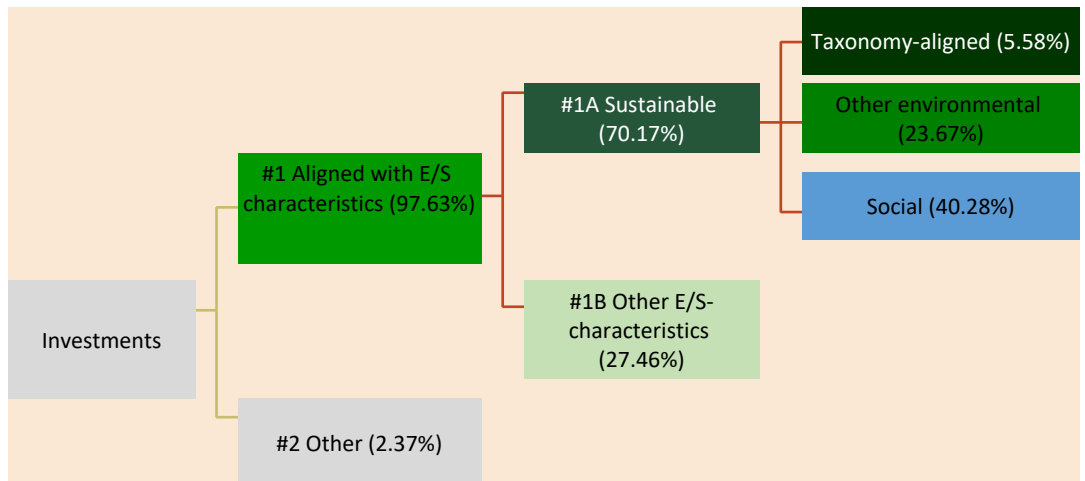 Taxonomy-aligned (5.58%)
#1A Sustainable
(70.17%)
Other environmental
(23.67%)
#1 Aligned with E/S
characteristics (97.63%)
Social (40.28%)
Investments
#1B Other E/S-
characteristics
(27.46%)
#2 Other (2.37%)